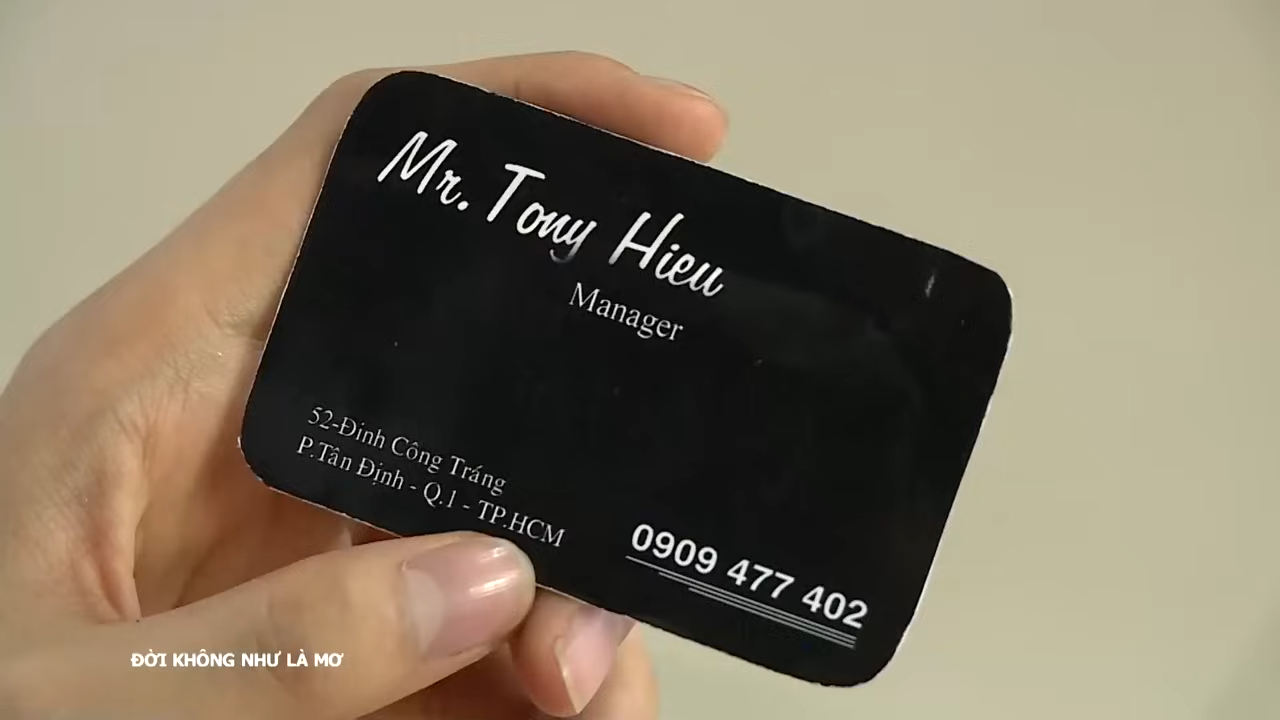 Mr. Tony Hieu
Manager
52-Đinh Công Tráng
P.Tân Định - Q.1 - TP.HCM
0909 477 402
ĐỜI KHÔNG NHƯ LÀ MƠ